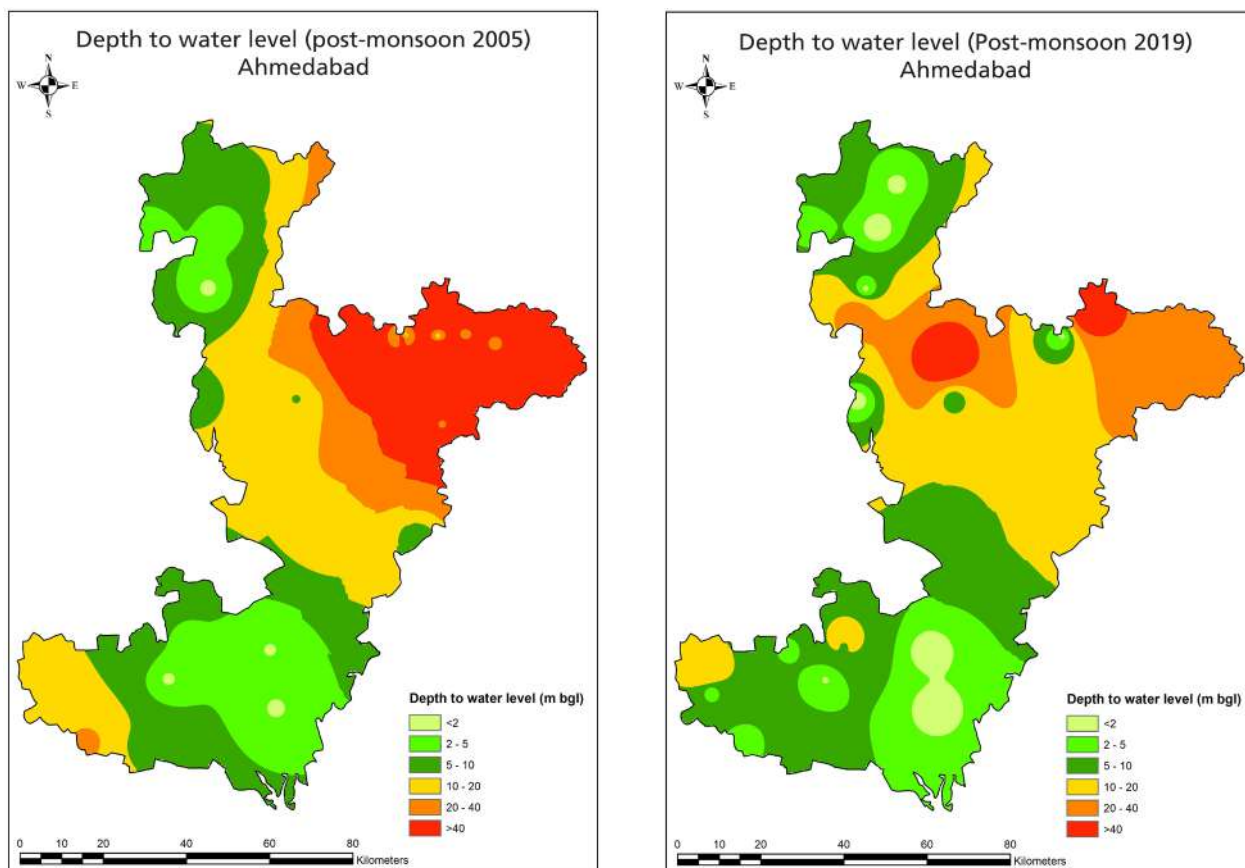 Depth to water level (post-monsoon 2005)
Ahmedabad
N
W E
S
Depth to water level (m bgl)
<2
2 - 5
5 - 10
10 - 20
20 - 40
>40
0 10 20 40 60 80
Kilometers
Depth to water level (Post-monsoon 2019)
Ahmedabad
N
W E
S
Depth to water level (m bgl)
<2
2 - 5
5 - 10
10 - 20
20 - 40
>40
0 10 20 40 60 80
Kilometers